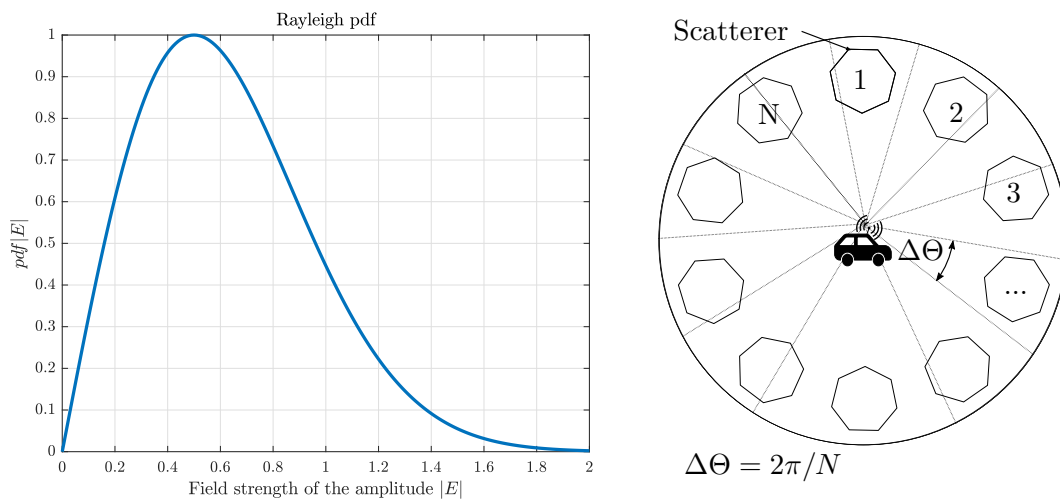 Rayleigh pdf
1
0.9
0.8
0.7
0.6
0.5
0.4
0.3
0.2
0.1
0
pdf|E|
0 0.2 0.4 0.6 0.8 1 1.2 1.4 1.6 1.8 2
Field strength of the amplitude |E|
Scatterer
1
2
3
...
N
ΔΘ
ΔΘ = 2π/N